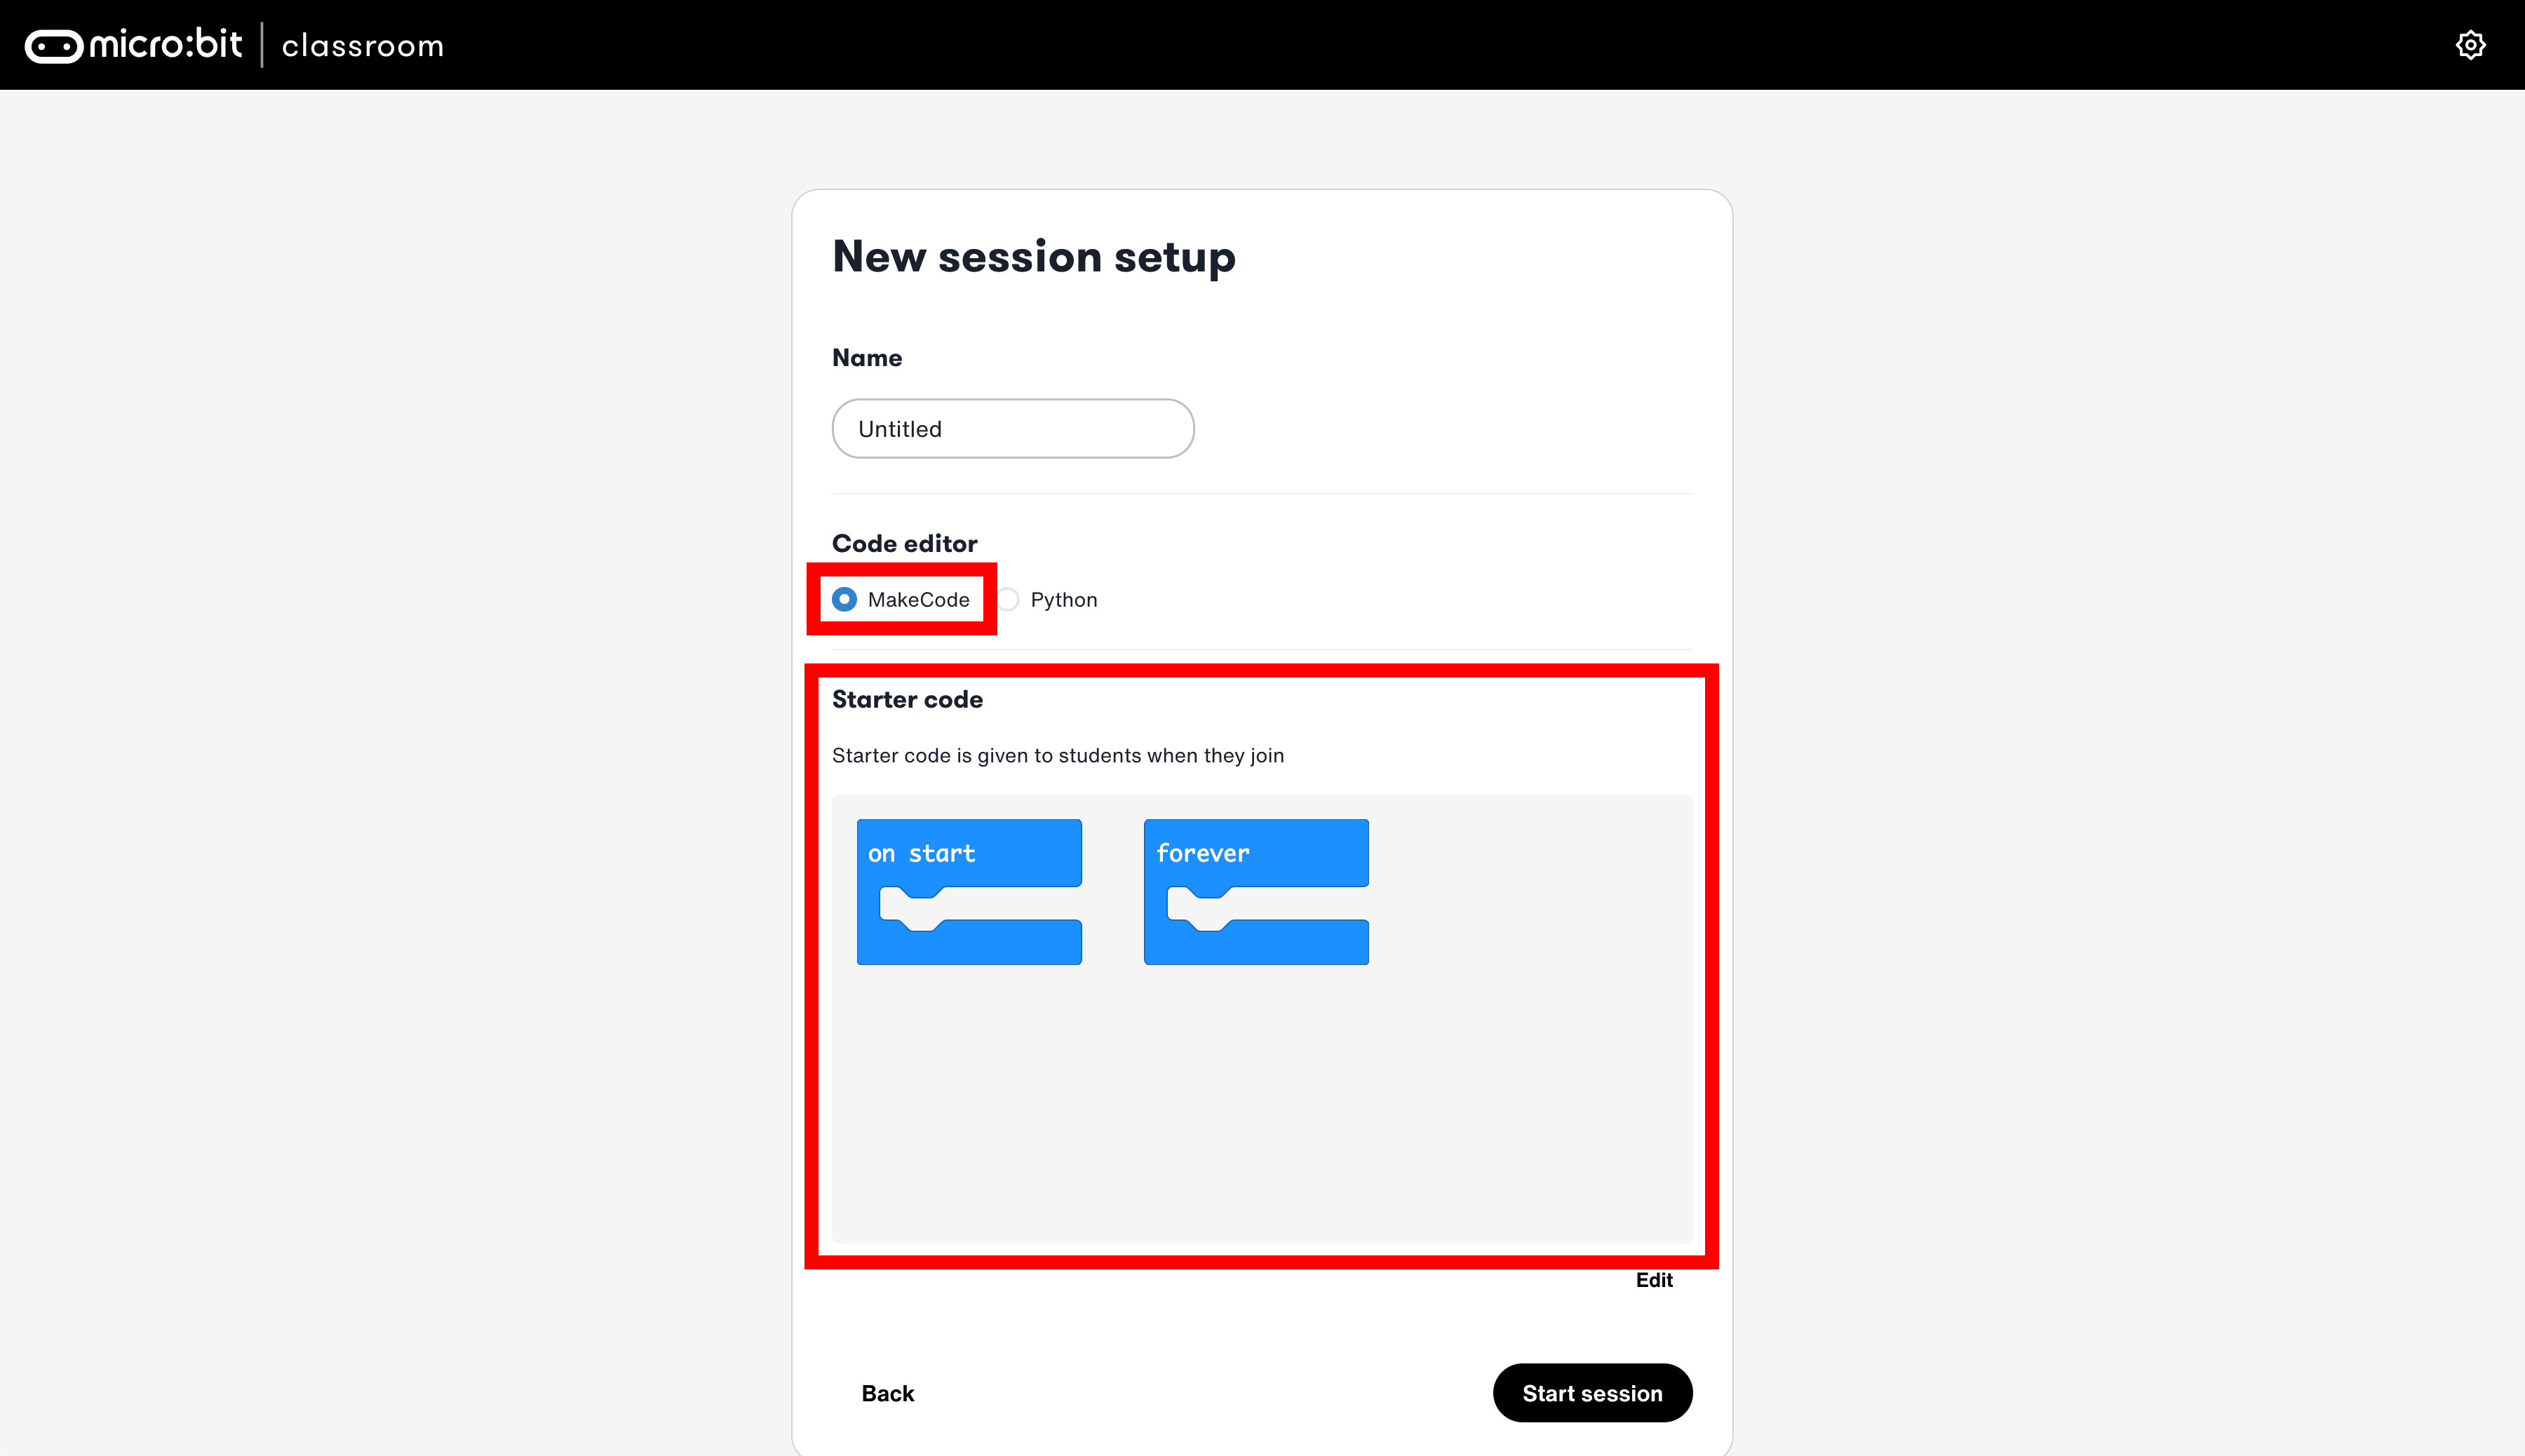 micro:bit classroom
New session setup
Name
Untitled
Code editor
MakeCode Python
Starter code
Starter code is given to students when they join
on start forever
Edit
Back Start session